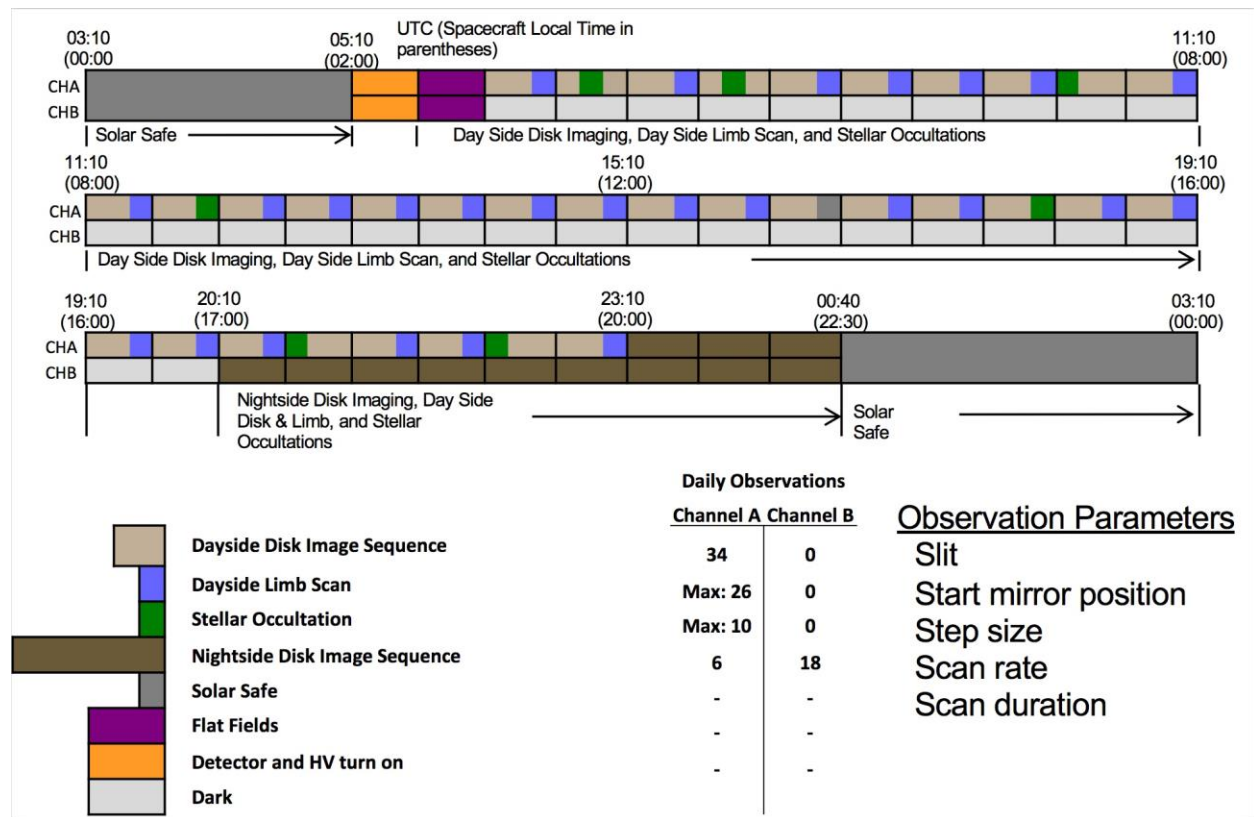 UTC (Spacecraft Local Time in
parentheses)
03:10
(00:00
05:10
(02:00)
11:10
(08:00)
CHA
CHB
Solar Safe
Day Side Disk Imaging, Day Side Limb Scan, and Stellar Occultations
11:10
(08:00)
15:10
(12:00)
19:10
(16:00)
CHA
CHB
Day Side Disk Imaging, Day Side Limb Scan, and Stellar Occultations
19:10
(16:00)
20:10
(17:00)
23:10
(20:00)
00:40
(22:30)
03:10
(00:00)
CHA
CHB
Nightside Disk Imaging, Day Side
Disk & Limb, and Stellar
Occultations
Solar
Safe
Daily Observations
Channel A Channel B
Dayside Disk Image Sequence 34 0
Dayside Limb Scan Max: 26 0
Stellar Occultation Max: 10 0
Nightside Disk Image Sequence 6 18
Solar Safe - -
Flat Fields - -
Detector and HV turn on - -
Dark
Observation Parameters
Slit
Start mirror position
Step size
Scan rate
Scan duration